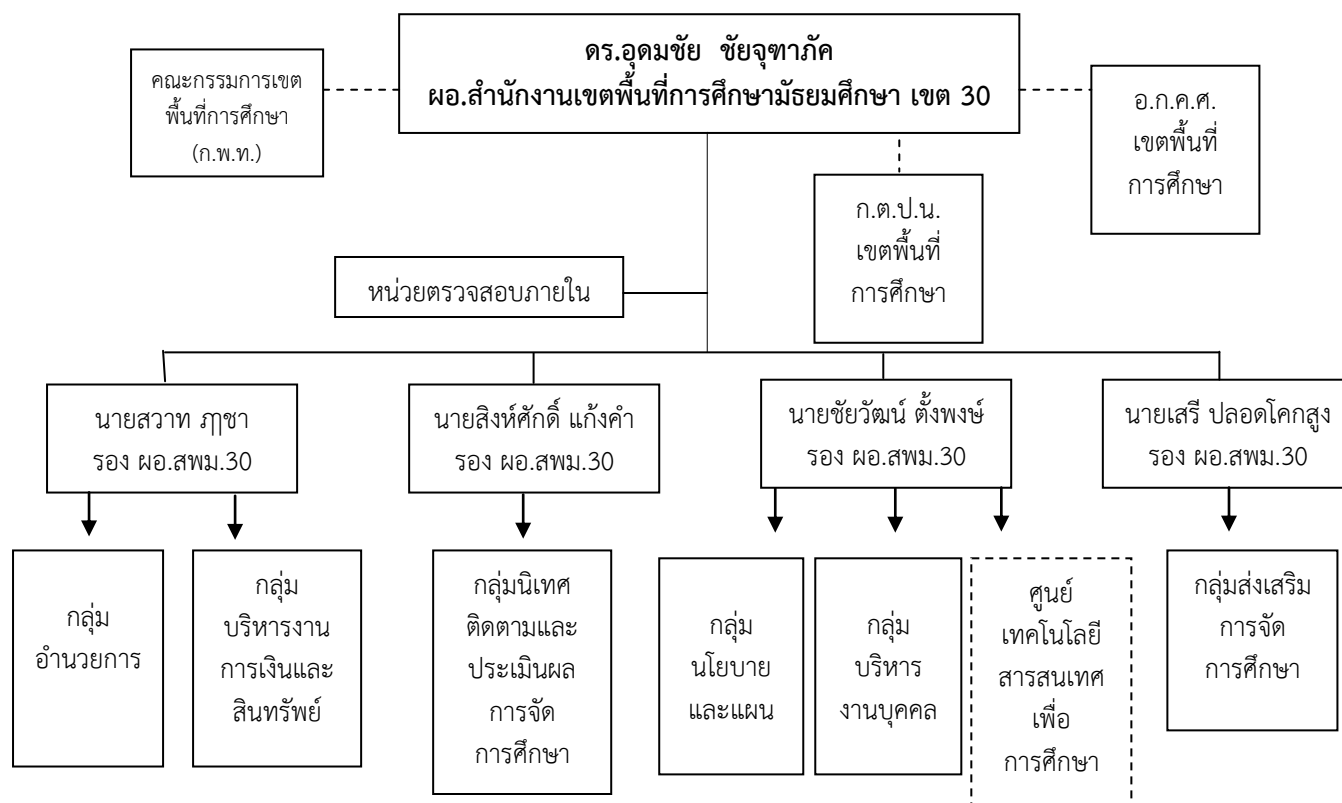 ดร.อุดมชัย  ชัยจุฑาภัค
ผอ.สำนักงานเขตพื้นที่การศึกษามัธยมศึกษา เขต 30
คณะกรรมการเขต
พื้นที่การศึกษา
(ก.พ.ท.)
อ.ก.ค.ศ.
เขตพื้นที่
การศึกษา
ก.ต.ป.น.
เขตพื้นที่
การศึกษา
หน่วยตรวจสอบภายใน
นายสวาท ฦๅชา
รอง ผอ.สพม.30
นายสิงห์ศักดิ์ แก้งคำ
รอง ผอ.สพม.30
นายชัยวัฒน์ ตั้งพงษ์
รอง ผอ.สพม.30
นายเสรี ปลอดโคกสูง
รอง ผอ.สพม.30
กลุ่ม
อำนวยการ
กลุ่ม
บริหารงาน
การเงินและ
สินทรัพย์
กลุ่มนิเทศ
ติดตามและ
ประเมินผล
การจัด
การศึกษา
กลุ่ม
นโยบาย
และแผน
กลุ่ม
บริหาร
งานบุคคล
ศูนย์
เทคโนโลยี
สารสนเทศ
เพื่อ
การศึกษา
กลุ่มส่งเสริม
การจัด
การศึกษา